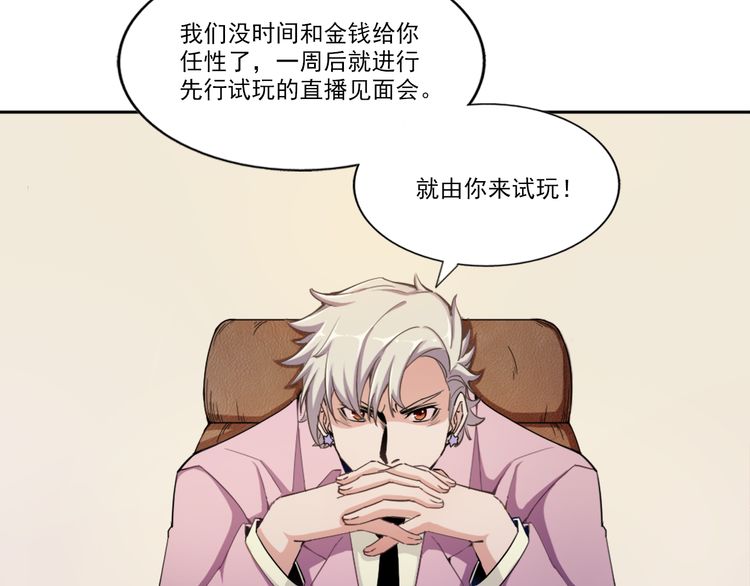 我们没时间和金钱给你
任性了，一周后就进行
先行试玩的直播见面会。
就由你来试玩！